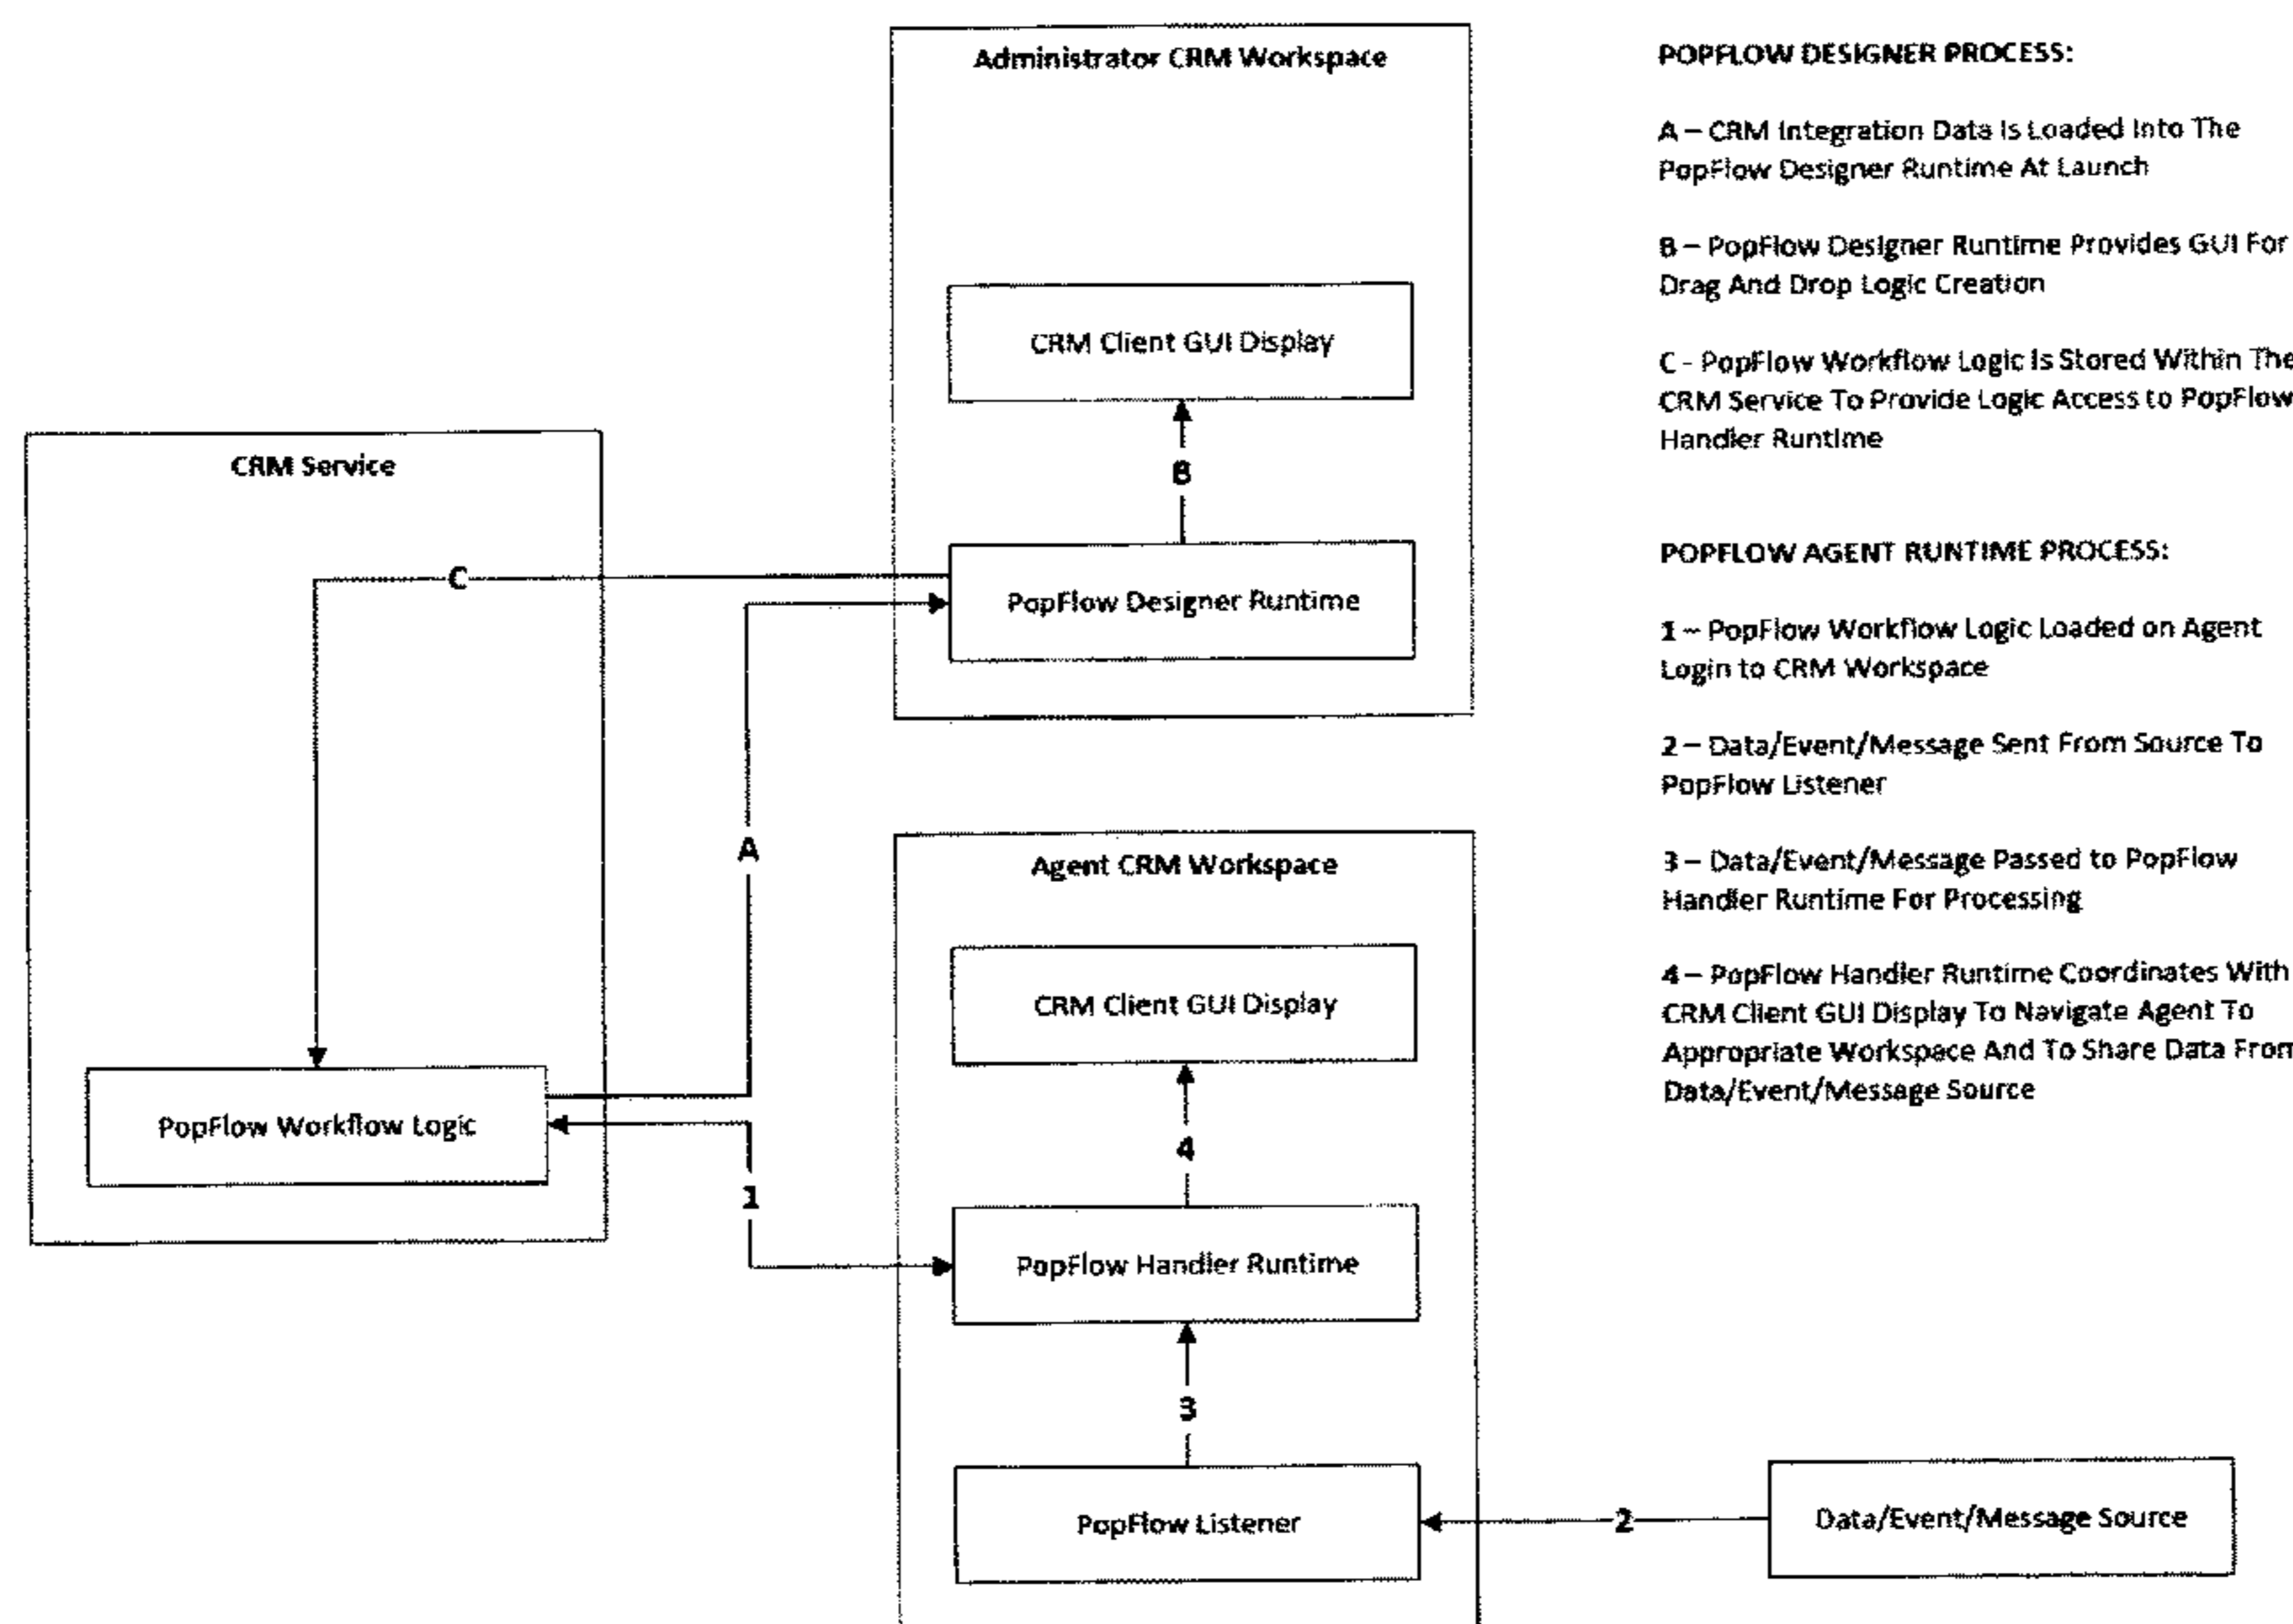 Administrator CRM Workspace
CRM Client GUI Display
B
PopFlow Designer Runtime
CRM Service
C
A
PopFlow Workflow Logic
1
Agent CRM Workspace
CRM Client GUI Display
4
PopFlow Handler Runtime
3
PopFlow Listener
2
Data/Event/Message Source
POPFLOW DESIGNER PROCESS:
A – CRM Integration Data Is Loaded Into The
PopFlow Designer Runtime At Launch
B – PopFlow Designer Runtime Provides GUI For
Drag And Drop Logic Creation
C - PopFlow Workflow Logic Is Stored Within The
CRM Service To Provide Logic Access to PopFlow
Handler Runtime
POPFLOW AGENT RUNTIME PROCESS:
1 – PopFlow Workflow Logic Loaded on Agent
Login to CRM Workspace
2 – Data/Event/Message Sent From Source To
PopFlow Listener
3 – Data/Event/Message Passed to PopFlow
Handler Runtime For Processing
4 – PopFlow Handler Runtime Coordinates With
CRM Client GUI Display To Navigate Agent To
Appropriate Workspace And To Share Data From
Data/Event/Message Source